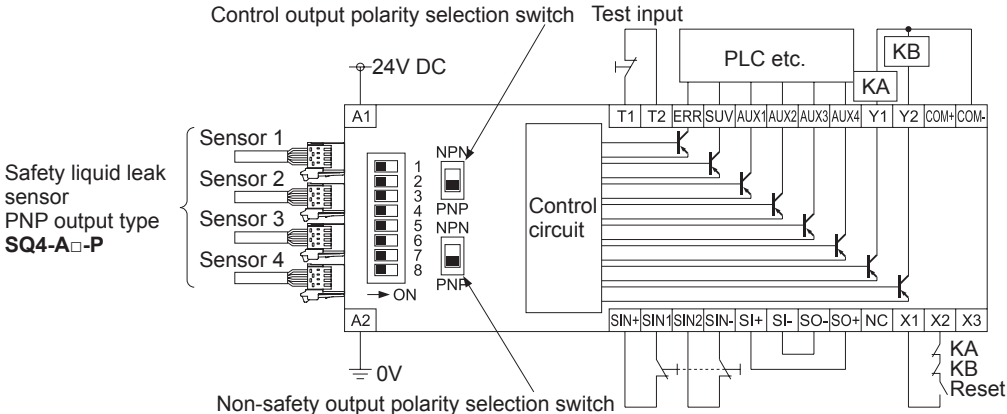 Control output polarity selection switch
Test input
24V DC
PLC etc.
KA
KB
A1
T1 T2 ERR SUV AUX1 AUX2 AUX3 AUX4 Y1 Y2 COM+ COM-
Safety liquid leak
sensor
PNP output type
SQ4-A□-P
Sensor 1
Sensor 2
Sensor 3
Sensor 4
1
2
3
4
5
6
7
8
→ ON
NPN
PNP
NPN
PNP
Control
circuit
A2
SIN+ SIN1 SIN2 SIN- SI+ SI- SO- SO+ NC X1 X2 X3
0V
KA
KB
Reset
Non-safety output polarity selection switch